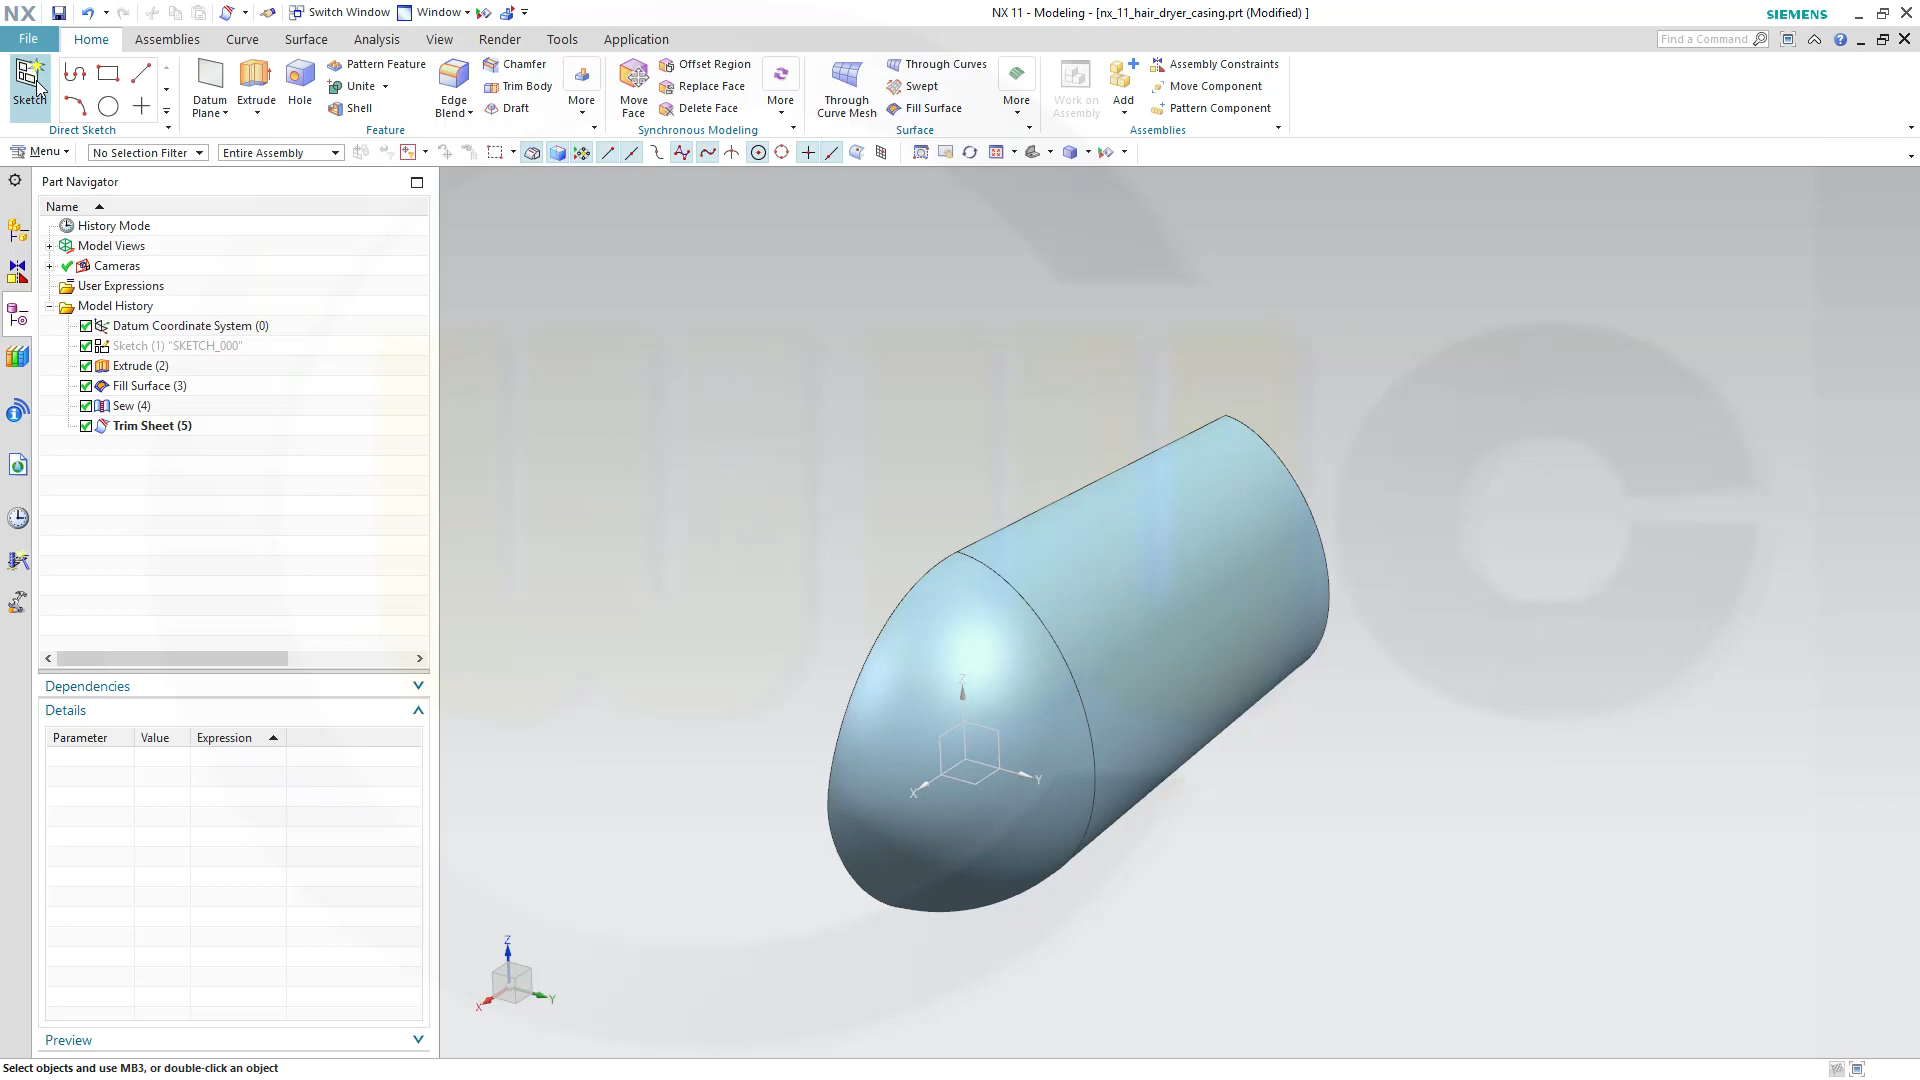 NX
Switch Window
Window
NX 11 - Modeling - [nx_11_hair_dryer_casing.prt (Modified) ]
SIEMENS
File
Home
Assemblies
Curve
Surface
Analysis
View
Render
Tools
Application
Find a Command
Sketch
Direct Sketch
Datum Plane
Extrude
Hole
Pattern Feature
Unite
Shell
Edge Blend
Chamfer
Trim Body
Draft
More
Feature
Move Face
Offset Region
Replace Face
Delete Face
More
Synchronous Modeling
Through Curve Mesh
Through Curves
Swept
Fill Surface
More
Surface
Work on Assembly
Add
Assembly Constraints
Move Component
Pattern Component
Assemblies
Menu
No Selection Filter
Entire Assembly
Part Navigator
Name
History Mode
Model Views
Cameras
User Expressions
Model History
Datum Coordinate System (0)
Sketch (1) "SKETCH_000"
Extrude (2)
Fill Surface (3)
Sew (4)
Trim Sheet (5)
Dependencies
Details
Parameter
Value
Expression
Preview
Z
Y
X
Z
Y
X
Select objects and use MB3, or double-click an object